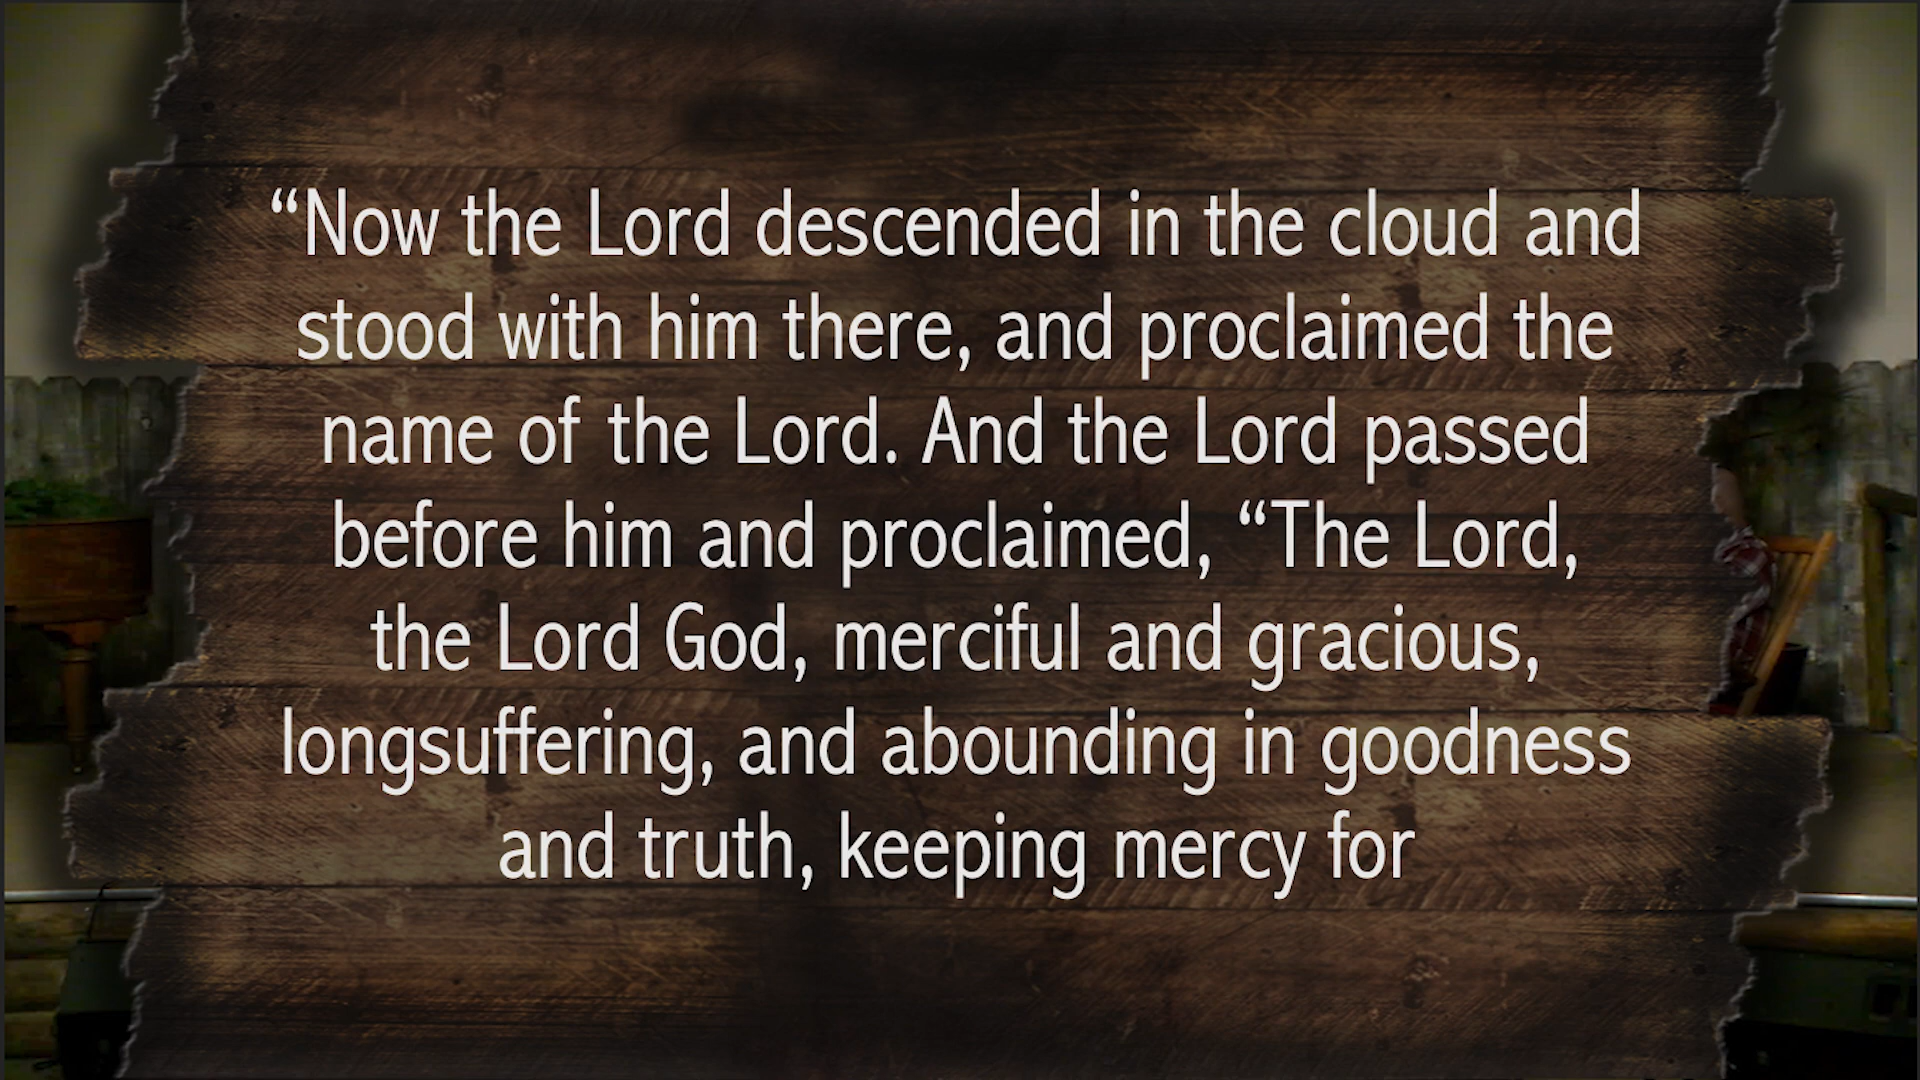 “Now the Lord descended in the cloud and
stood with him there, and proclaimed the
name of the Lord. And the Lord passed
before him and proclaimed, “The Lord,
the Lord God, merciful and gracious,
longsuffering, and abounding in goodness
and truth, keeping mercy for